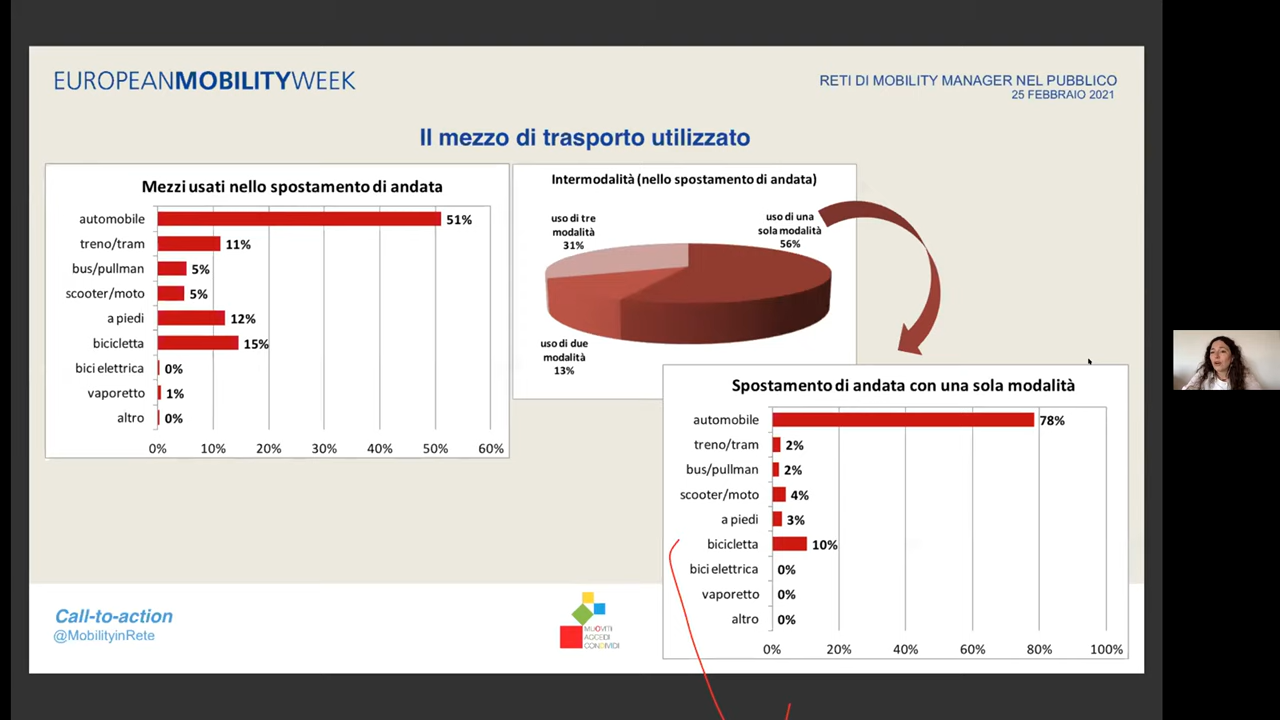 EUROPEANMOBILITYWEEK
RETI DI MOBILITY MANAGER NEL PUBBLICO
25 FEBBRAIO 2021
Il mezzo di trasporto utilizzato
Mezzi usati nello spostamento di andata
automobile 51%
treno/tram 11%
bus/pullman 5%
scooter/moto 5%
a piedi 12%
bicicletta 15%
bici elettrica 0%
vaporetto 1%
altro 0%
0% 10% 20% 30% 40% 50% 60%
Intermodalità (nello spostamento di andata)
uso di tre
modalità
31%
uso di una
sola modalità
56%
uso di due
modalità
13%
Spostamento di andata con una sola modalità
automobile 78%
treno/tram 2%
bus/pullman 2%
scooter/moto 4%
a piedi 3%
bicicletta 10%
bici elettrica 0%
vaporetto 0%
altro 0%
0% 20% 40% 60% 80% 100%
Call-to-action
@MobilityinRete
MUOVITI
ACCEDI
CONDIVIDI